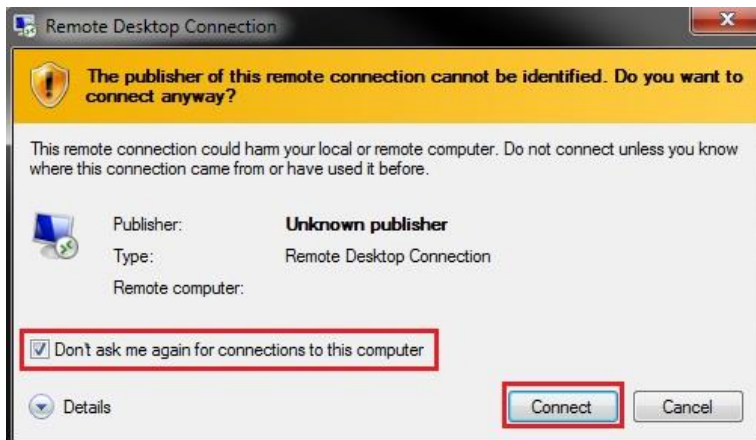 Remote Desktop Connection
The publisher of this remote connection cannot be identified. Do you want to
connect anyway?
This remote connection could harm your local or remote computer. Do not connect unless you know
where this connection came from or have used it before.
Publisher: Unknown publisher
Type: Remote Desktop Connection
Remote computer:
Don't ask me again for connections to this computer
Details Connect Cancel